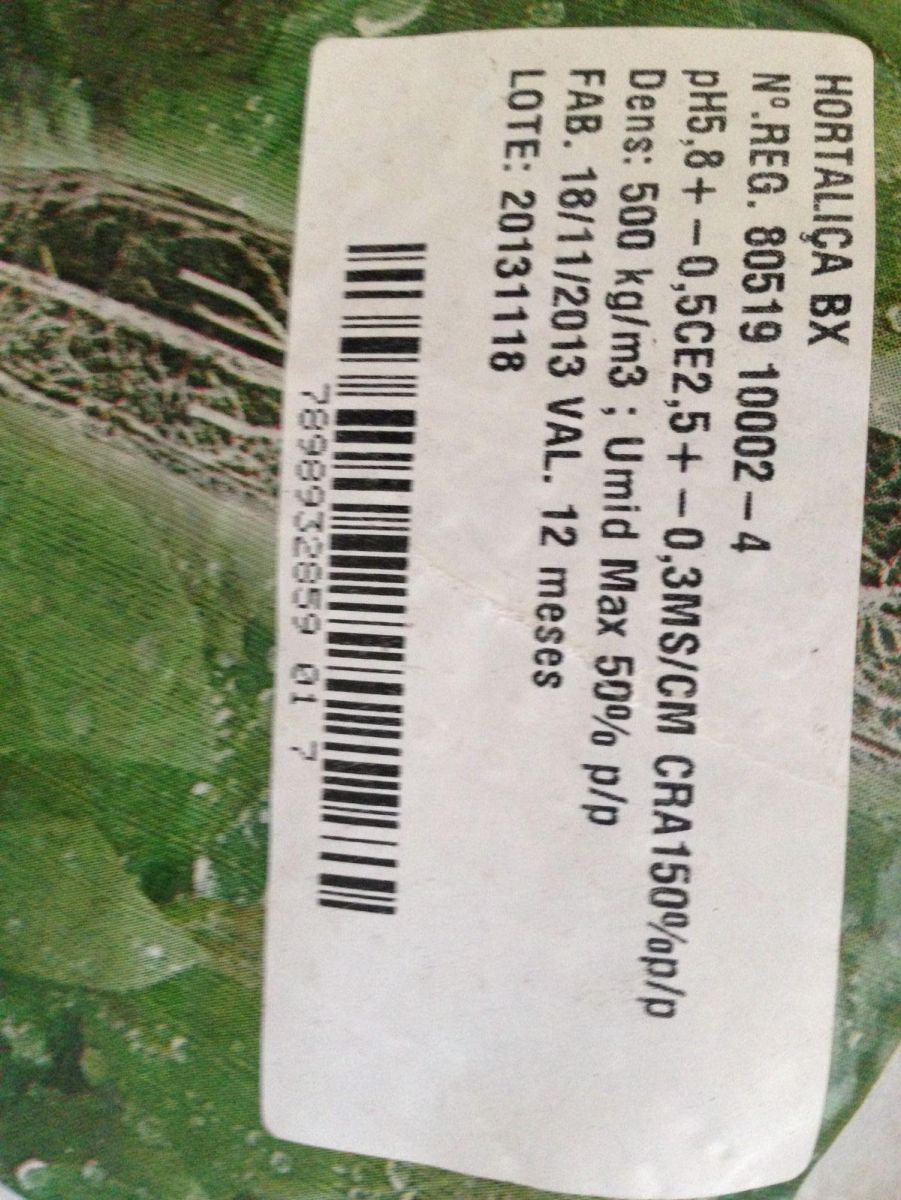 HORTALIÇA BX
Nº.REG. 80519 10002-4
pH5,8+-0,5CE2,5+-0,3MS/CM CRA150%p/p
Dens: 500 kg/m3 ; Umid Max 50% p/p
FAB. 18/11/2013 VAL. 12 meses
LOTE: 20131118
7898932859 01 7